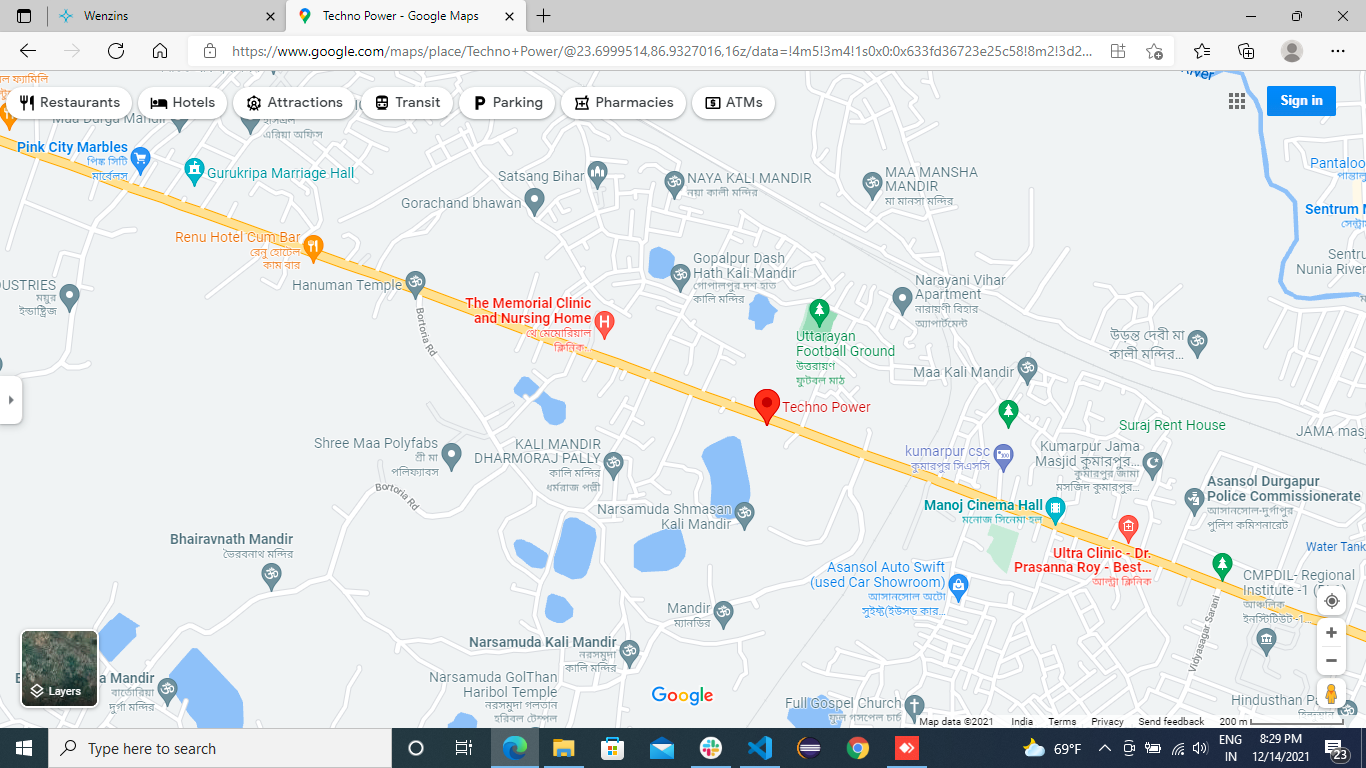 Wenzins
Techno Power - Google Maps
https://www.google.com/maps/place/Techno+Power/@23.6999514,86.9327016,16z/data=!4m5!3m4!1s0x0:0x633fd36723e25c58!8m2!3d2...
Restaurants
Hotels
Attractions
Transit
Parking
Pharmacies
ATMs
Sign in
River
Maa Durga Mandir
এরিয়া অফিস
Pink City Marbles
পিঙ্ক সিটি
মার্বেলস
Gurukripa Marriage Hall
Satsang Bihar
Gorachand bhawan
NAYA KALI MANDIR
নয়া কালী মন্দির
MAA MANSHA
MANDIR
মা মানসা মন্দির
Pantaloo
পান্তালু
Sentrum M
সেন্ট্রা
Sentru
Nunia River
Renu Hotel Cum Bar
রেনু হোটেল
কাম বার
Hanuman Temple
DUSTRIES
ময়ুর
ইন্ডাষ্ট্রিজ
Bortoria Rd
The Memorial Clinic
and Nursing Home
থে মেমোরিয়াল
ক্লিনিক...
Gopalpur Dash
Hath Kali Mandir
গোপালপুর দশ হাত
কালি মন্দির
Narayani Vihar
Apartment
নারায়ণী বিহার
অ্যাপার্টমেন্ট
Uttarayan
Football Ground
উত্তরায়ণ
ফুটবল মাঠ
উড়ন্ত দেবী মা
কালী মন্দির...
Maa Kali Mandir
Techno Power
Suraj Rent House
JAMA mas
Shree Maa Polyfabs
শ্রী মা
পলিফ্যাবস
KALI MANDIR
DHARMORAJ PALLY
কালি মন্দির
ধর্মরাজ পল্লী
kumarpur csc
কুমারপুর সিএসসি
Kumarpur Jama
Masjid কুমারপুর...
কুমারপুর জামা
মসজিদ কুমারপুর...
Asansol Durgapur
Police Commissionerate
আসানসোল-দুর্গাপুর
পুলিশ কমিশনারেট
Bortoria Rd
Narsamuda Shmasan
Kali Mandir
Manoj Cinema Hall
মনোজ সিনেমা হল
Bhairavnath Mandir
ভৈরবনাথ মন্দির
Ultra Clinic - Dr.
Prasanna Roy - Best...
আল্ট্রা ক্লিনিক
Water Tank
Asansol Auto Swift
(used Car Showroom)
আসানসোল অটো
সুইফ্ট(ইউসড কার...
CMPDIL- Regional
Institute -1
আঞ্চলিক
ইনস্টিটিউট -1...
Vidyasagar Sarani
Mandir
ম্যানডির
Narsamuda Kali Mandir
নরসমুদা
কালি মন্দির
Mandir
বার্তোরিয়া
দুর্গা মন্দির
Layers
Narsamuda GolThan
Haribol Temple
নরসমুদা গলতান
হরিবল টেম্পল
Google
Full Gospel Church
ফুল গসপেল চার্চ
Hindusthan P
Map data ©2021
India
Terms
Privacy
Send feedback
200 m
Type here to search
69°F
ENG
IN
8:29 PM
12/14/2021
23